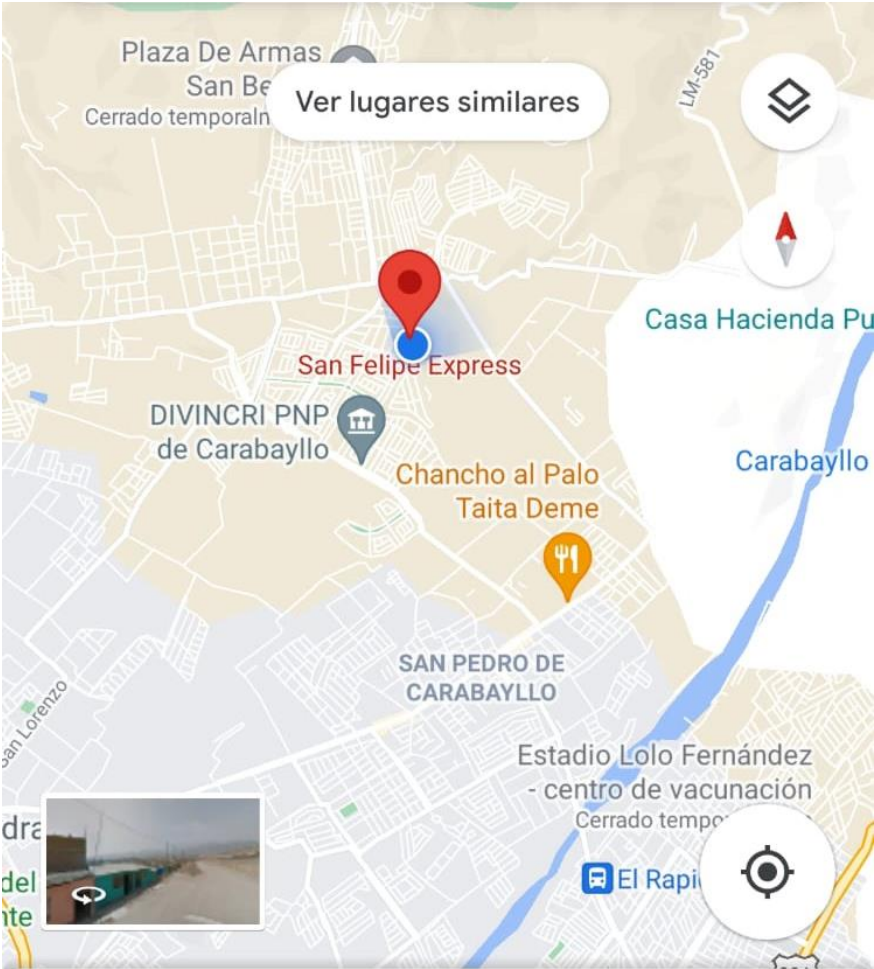 Plaza De Armas
San Be
Cerrado temporaln
Ver lugares similares
LM-581
Casa Hacienda Pu
San Felipe Express
DIVINCRI PNP
de Carabayllo
Carabayllo
Chancho al Palo
Taita Deme
SAN PEDRO DE
CARABAYLLO
San Lorenzo
Estadio Lolo Fernández
- centro de vacunación
Cerrado tempo
dra
del
nte
El Rapi